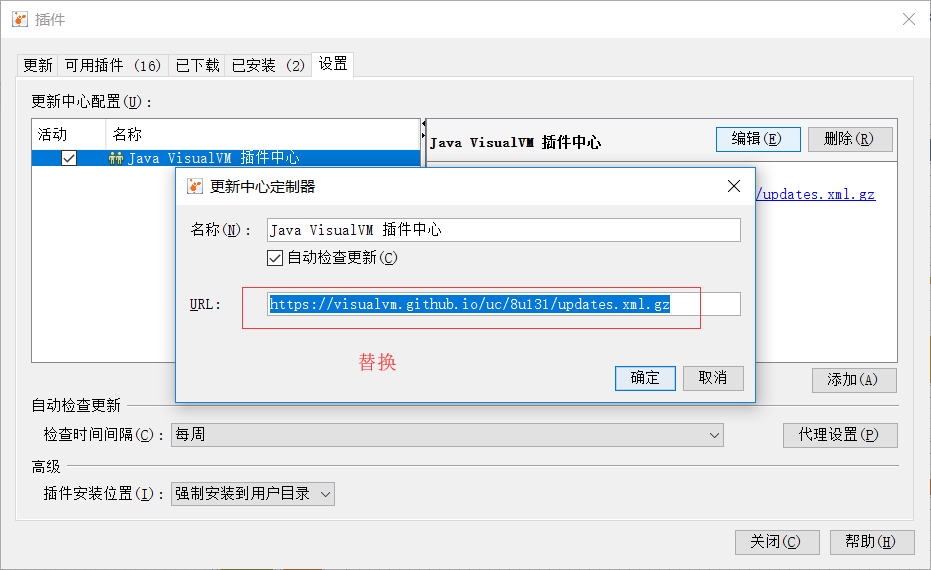 插件
更新 可用插件 (16) 已下载 已安装 (2) 设置
更新中心配置(U):
活动 名称
Java VisualVM 插件中心
Java VisualVM 插件中心 编辑(E) 删除(R)
/updates.xml.gz
更新中心定制器
名称(N): Java VisualVM 插件中心
自动检查更新(C)
URL: https://visualvm.github.io/uc/8u131/updates.xml.gz
替换
确定 取消
添加(A)
自动检查更新
检查时间间隔(C): 每周 代理设置(P)
高级
插件安装位置(I): 强制安装到用户目录
关闭(C) 帮助(H)